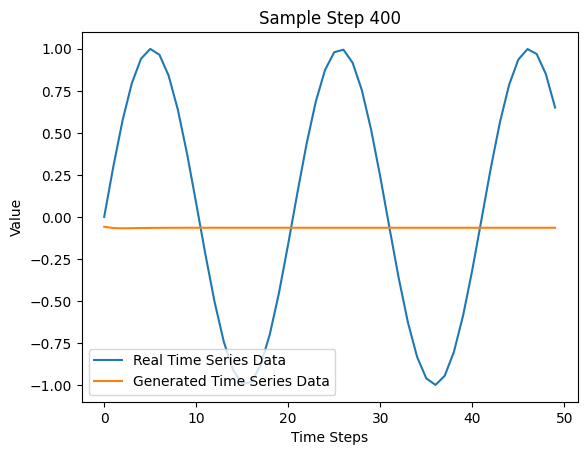 Sample Step 400
1.00
0.75
0.50
0.25
0.00
−0.25
−0.50
−0.75
−1.00
Value
Real Time Series Data
Generated Time Series Data
0 10 20 30 40 50
Time Steps